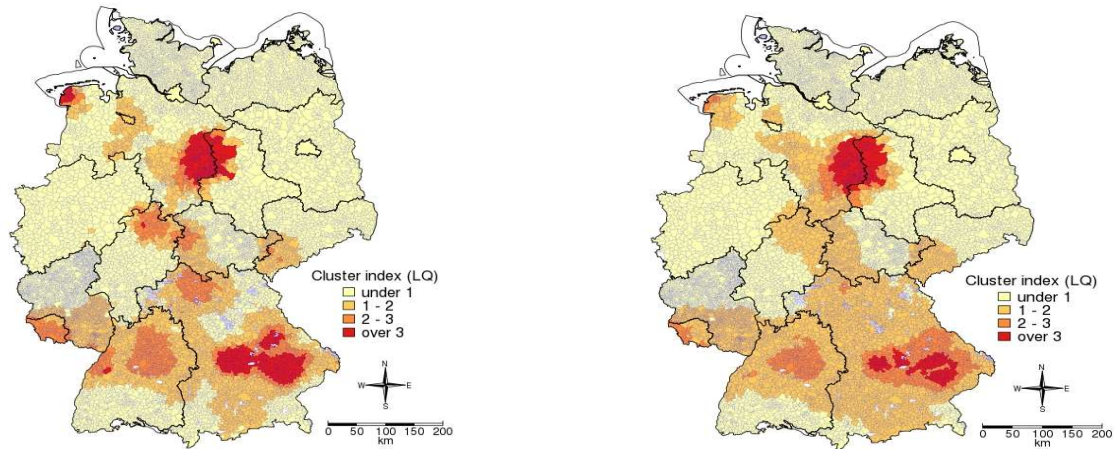 Cluster index (LQ)
under 1
1 - 2
2 - 3
over 3
N
W E
S
0 50 100 150 200
km
Cluster index (LQ)
under 1
1 - 2
2 - 3
over 3
N
W E
S
0 50 100 150 200
km